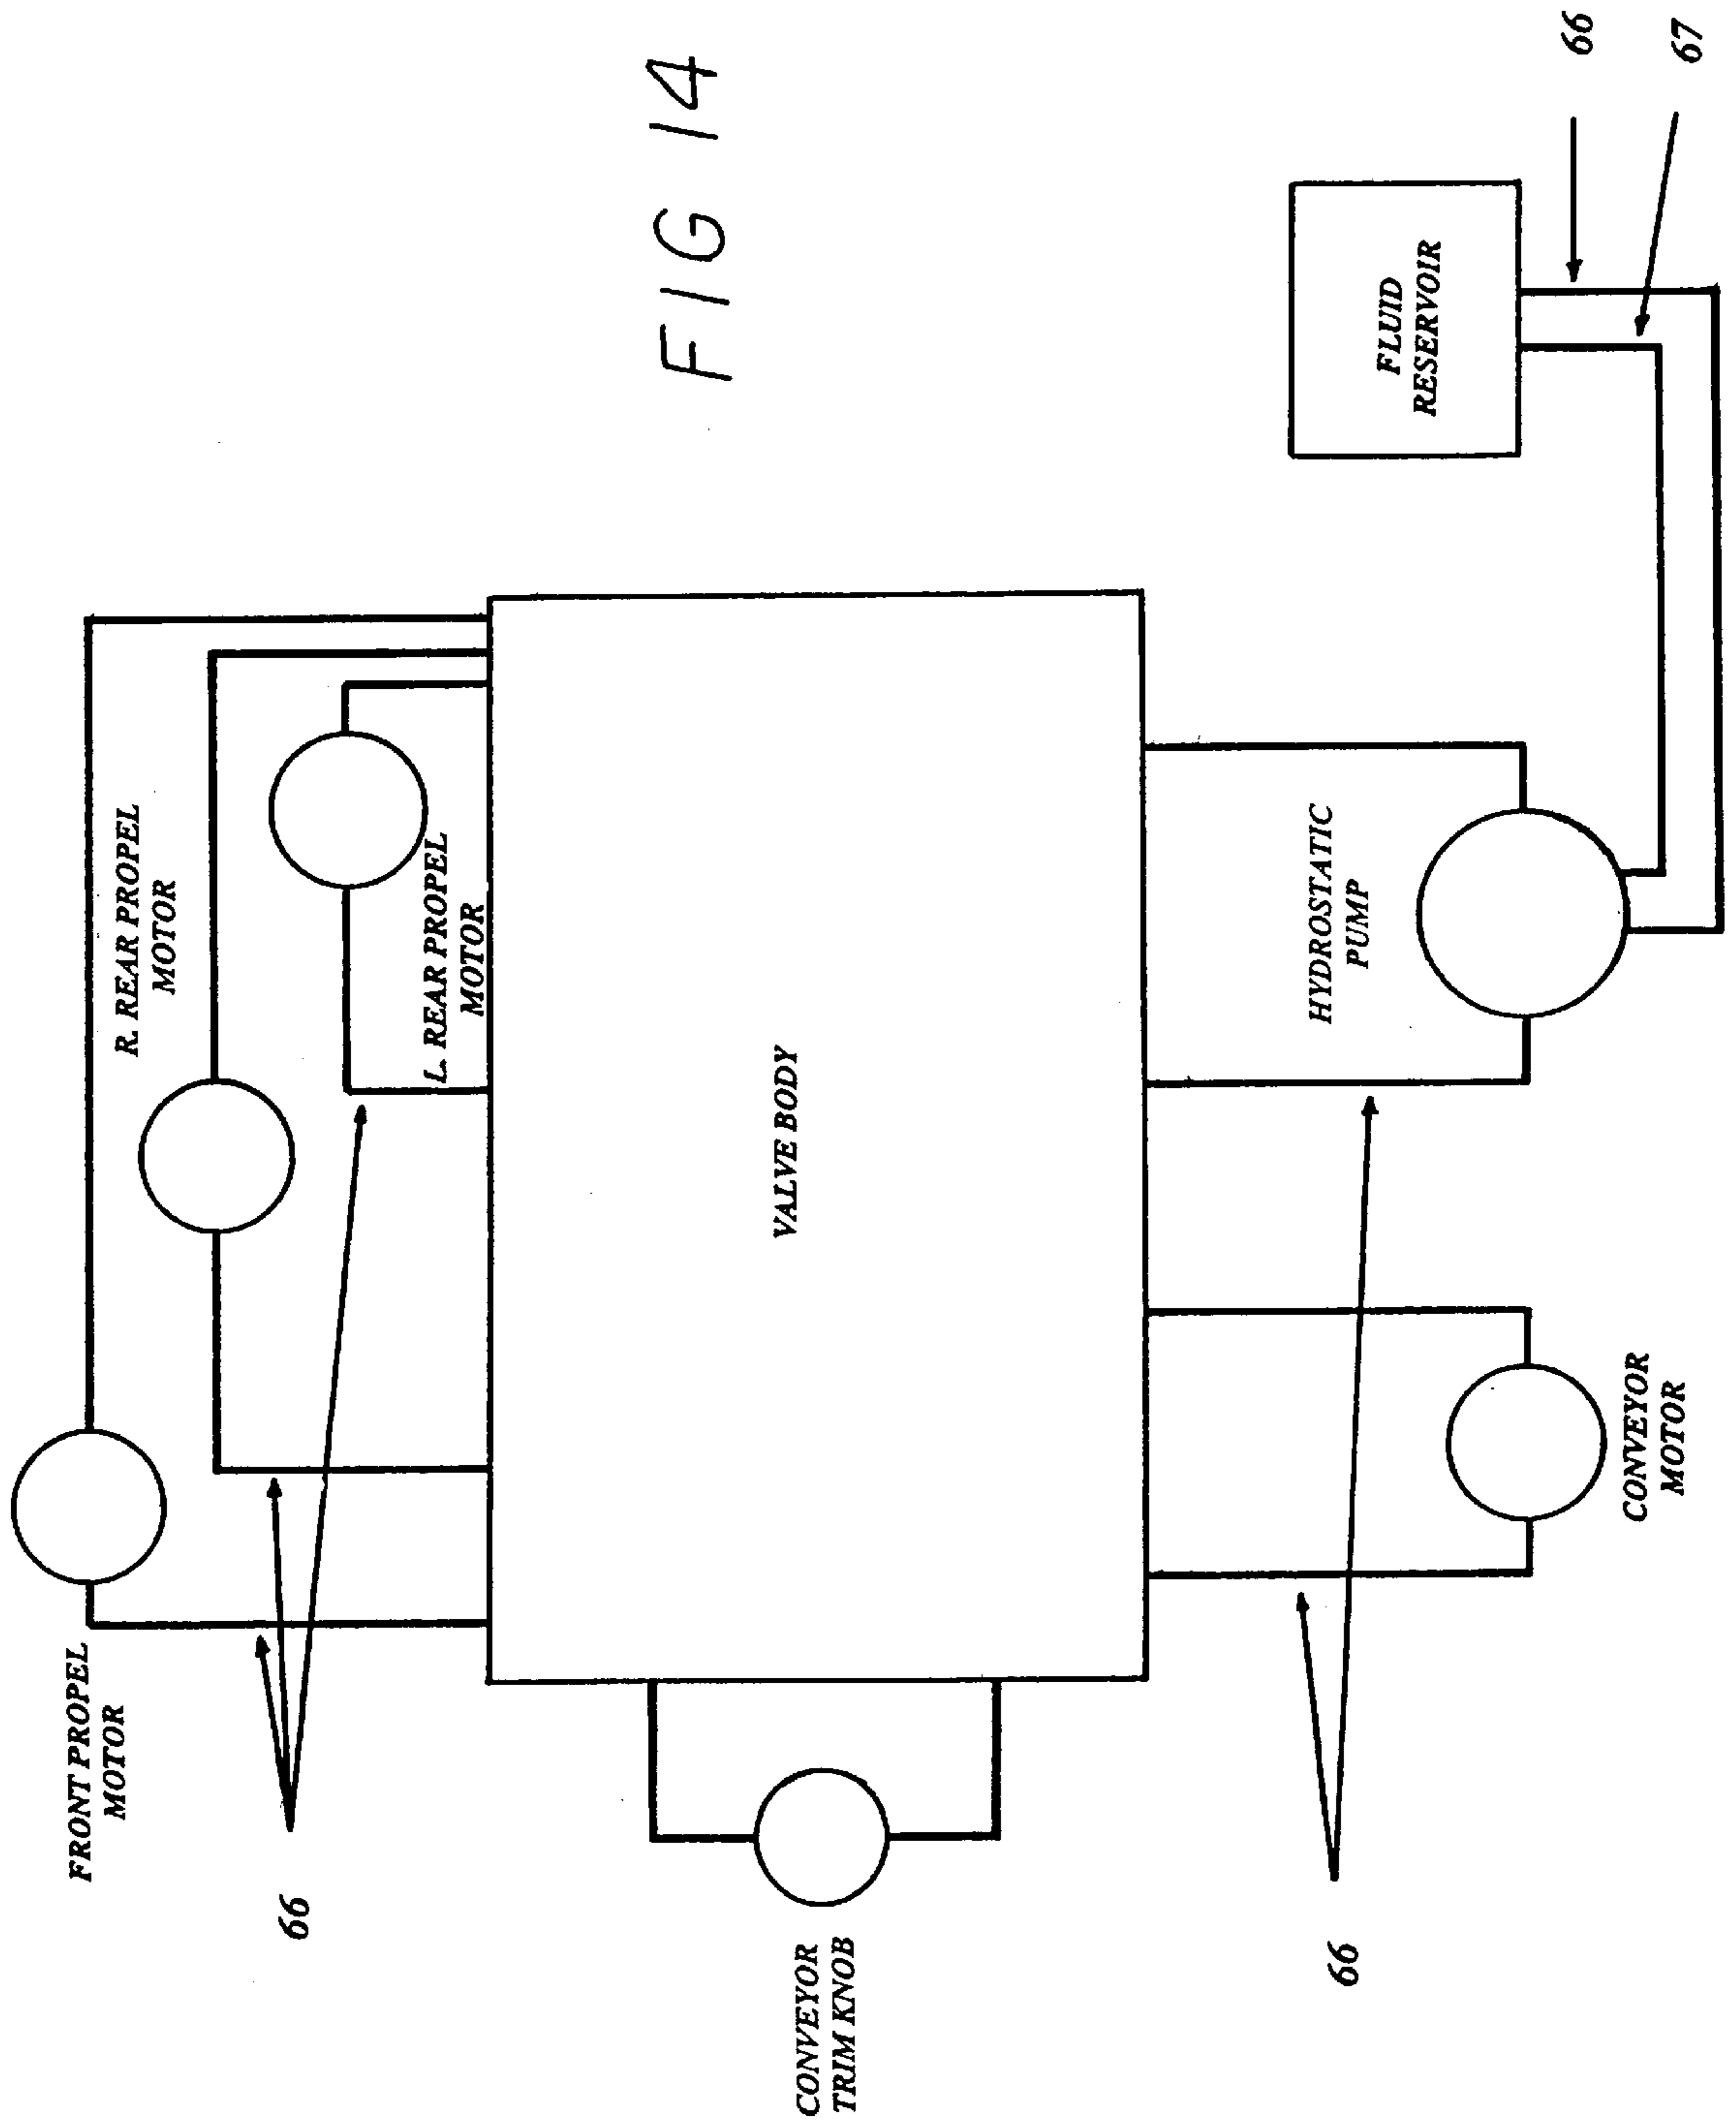 FIG 14
FRONT PROPEL
MOTOR
R. REAR PROPEL
MOTOR
L. REAR PROPEL
MOTOR
66
VALVE BODY
CONVEYOR
TRIM KNOB
HYDROSTATIC
PUMP
FLUID
RESERVOIR
66
67
66
CONVEYOR
MOTOR